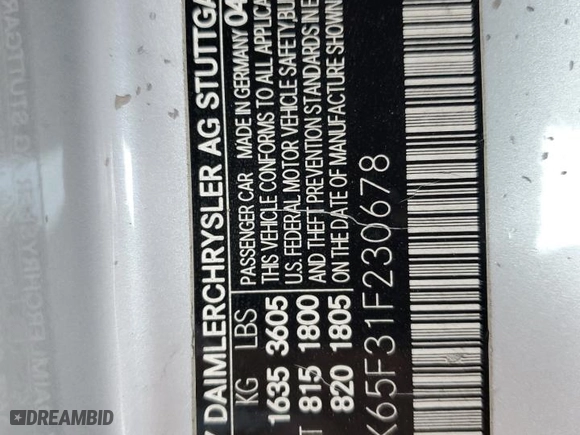 DAIMLERCHRYSLER AG STUTTGA
KG LBS PASSENGER CAR MADE IN GERMANY 04
1635 3605 THIS VEHICLE CONFORMS TO ALL APPLICA
U.S. FEDERAL MOTOR VEHICLE SAFETY, BU
815 1800 AND THEFT PREVENTION STANDARDS IN E
820 1805 ON THE DATE OF MANUFACTURE SHOWN
K65F31F230678
DREAMBID